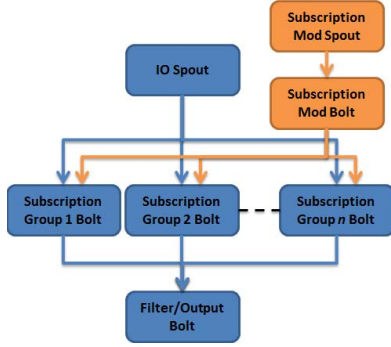 Subscription
Mod Spout
IO Spout
Subscription
Mod Bolt
Subscription
Group 1 Bolt
Subscription
Group 2 Bolt
Subscription
Group n Bolt
Filter/Output
Bolt